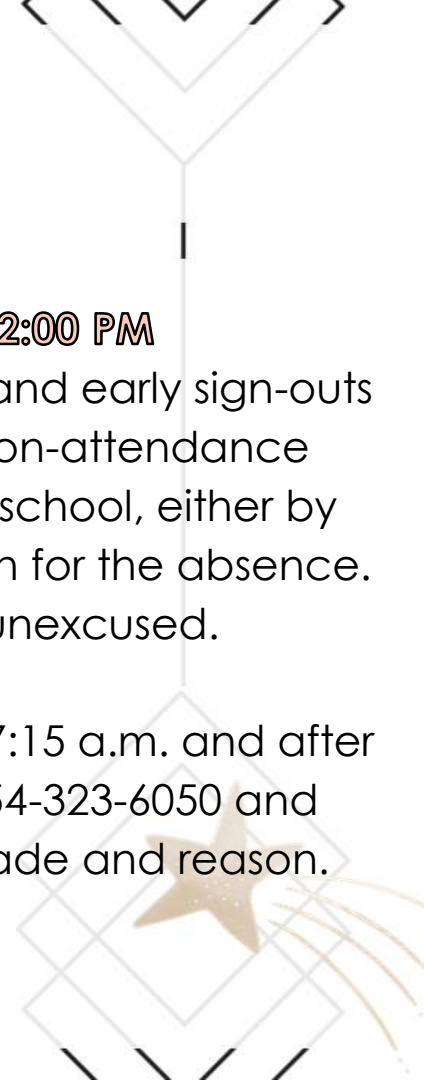 2:00 PM
and early sign-outs
on-attendance
school, either by
n for the absence.
unexcused.
7:15 a.m. and after
54-323-6050 and
ade and reason.